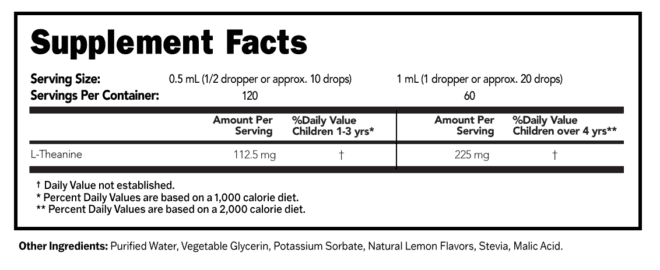 Supplement Facts
Serving Size: 0.5 mL (1/2 dropper or approx. 10 drops) 1 mL (1 dropper or approx. 20 drops)
Servings Per Container: 120 60
Amount Per Serving %Daily Value Children 1-3 yrs* Amount Per Serving %Daily Value Children over 4 yrs**
L-Theanine 112.5 mg † 225 mg †
† Daily Value not established.
* Percent Daily Values are based on a 1,000 calorie diet.
** Percent Daily Values are based on a 2,000 calorie diet.
Other Ingredients: Purified Water, Vegetable Glycerin, Potassium Sorbate, Natural Lemon Flavors, Stevia, Malic Acid.